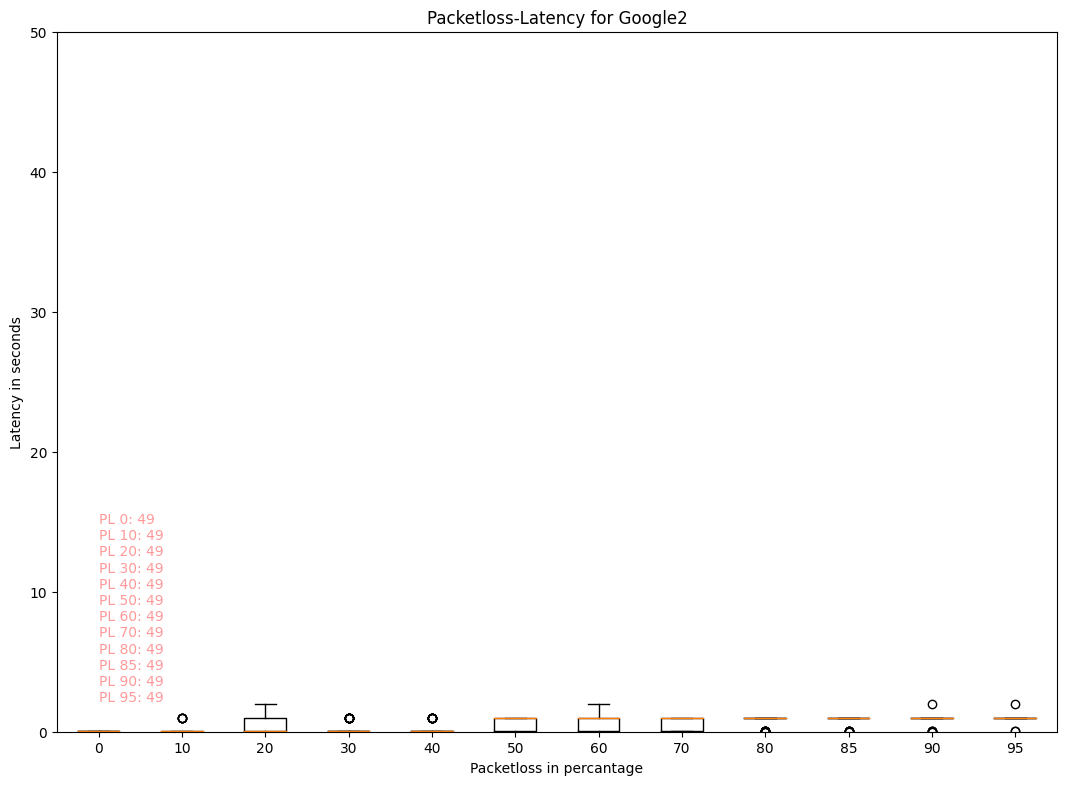 Packetloss-Latency for Google2
50
40
30
20
10
0
Latency in seconds
PL 0: 49
PL 10: 49
PL 20: 49
PL 30: 49
PL 40: 49
PL 50: 49
PL 60: 49
PL 70: 49
PL 80: 49
PL 85: 49
PL 90: 49
PL 95: 49
0 10 20 30 40 50 60 70 80 85 90 95
Packetloss in percantage